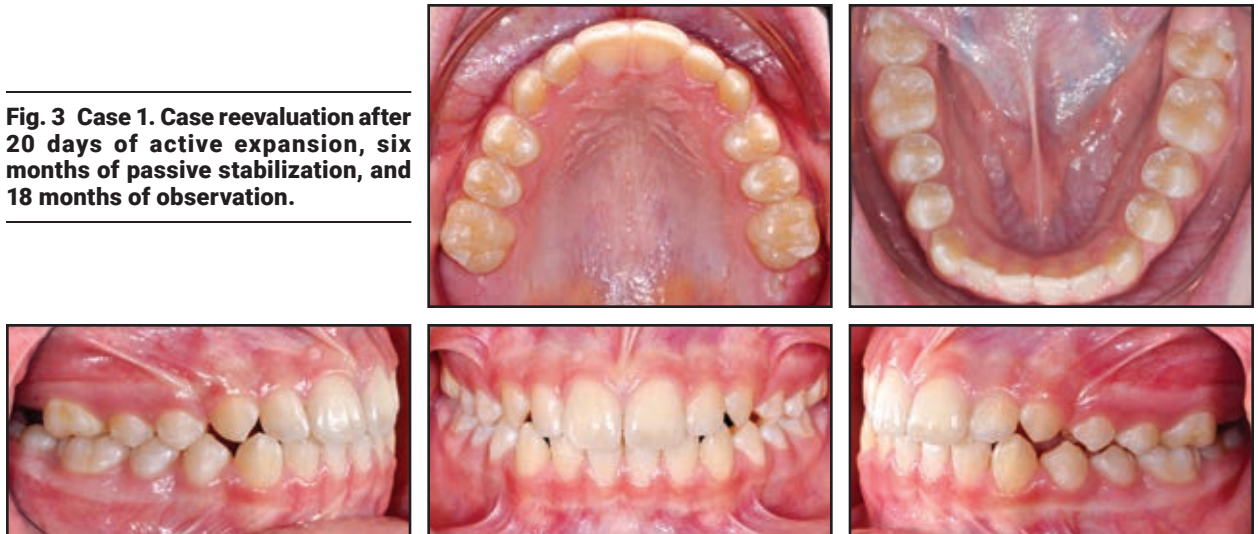 Fig. 3 Case 1. Case reevaluation after
20 days of active expansion, six
months of passive stabilization, and
18 months of observation.